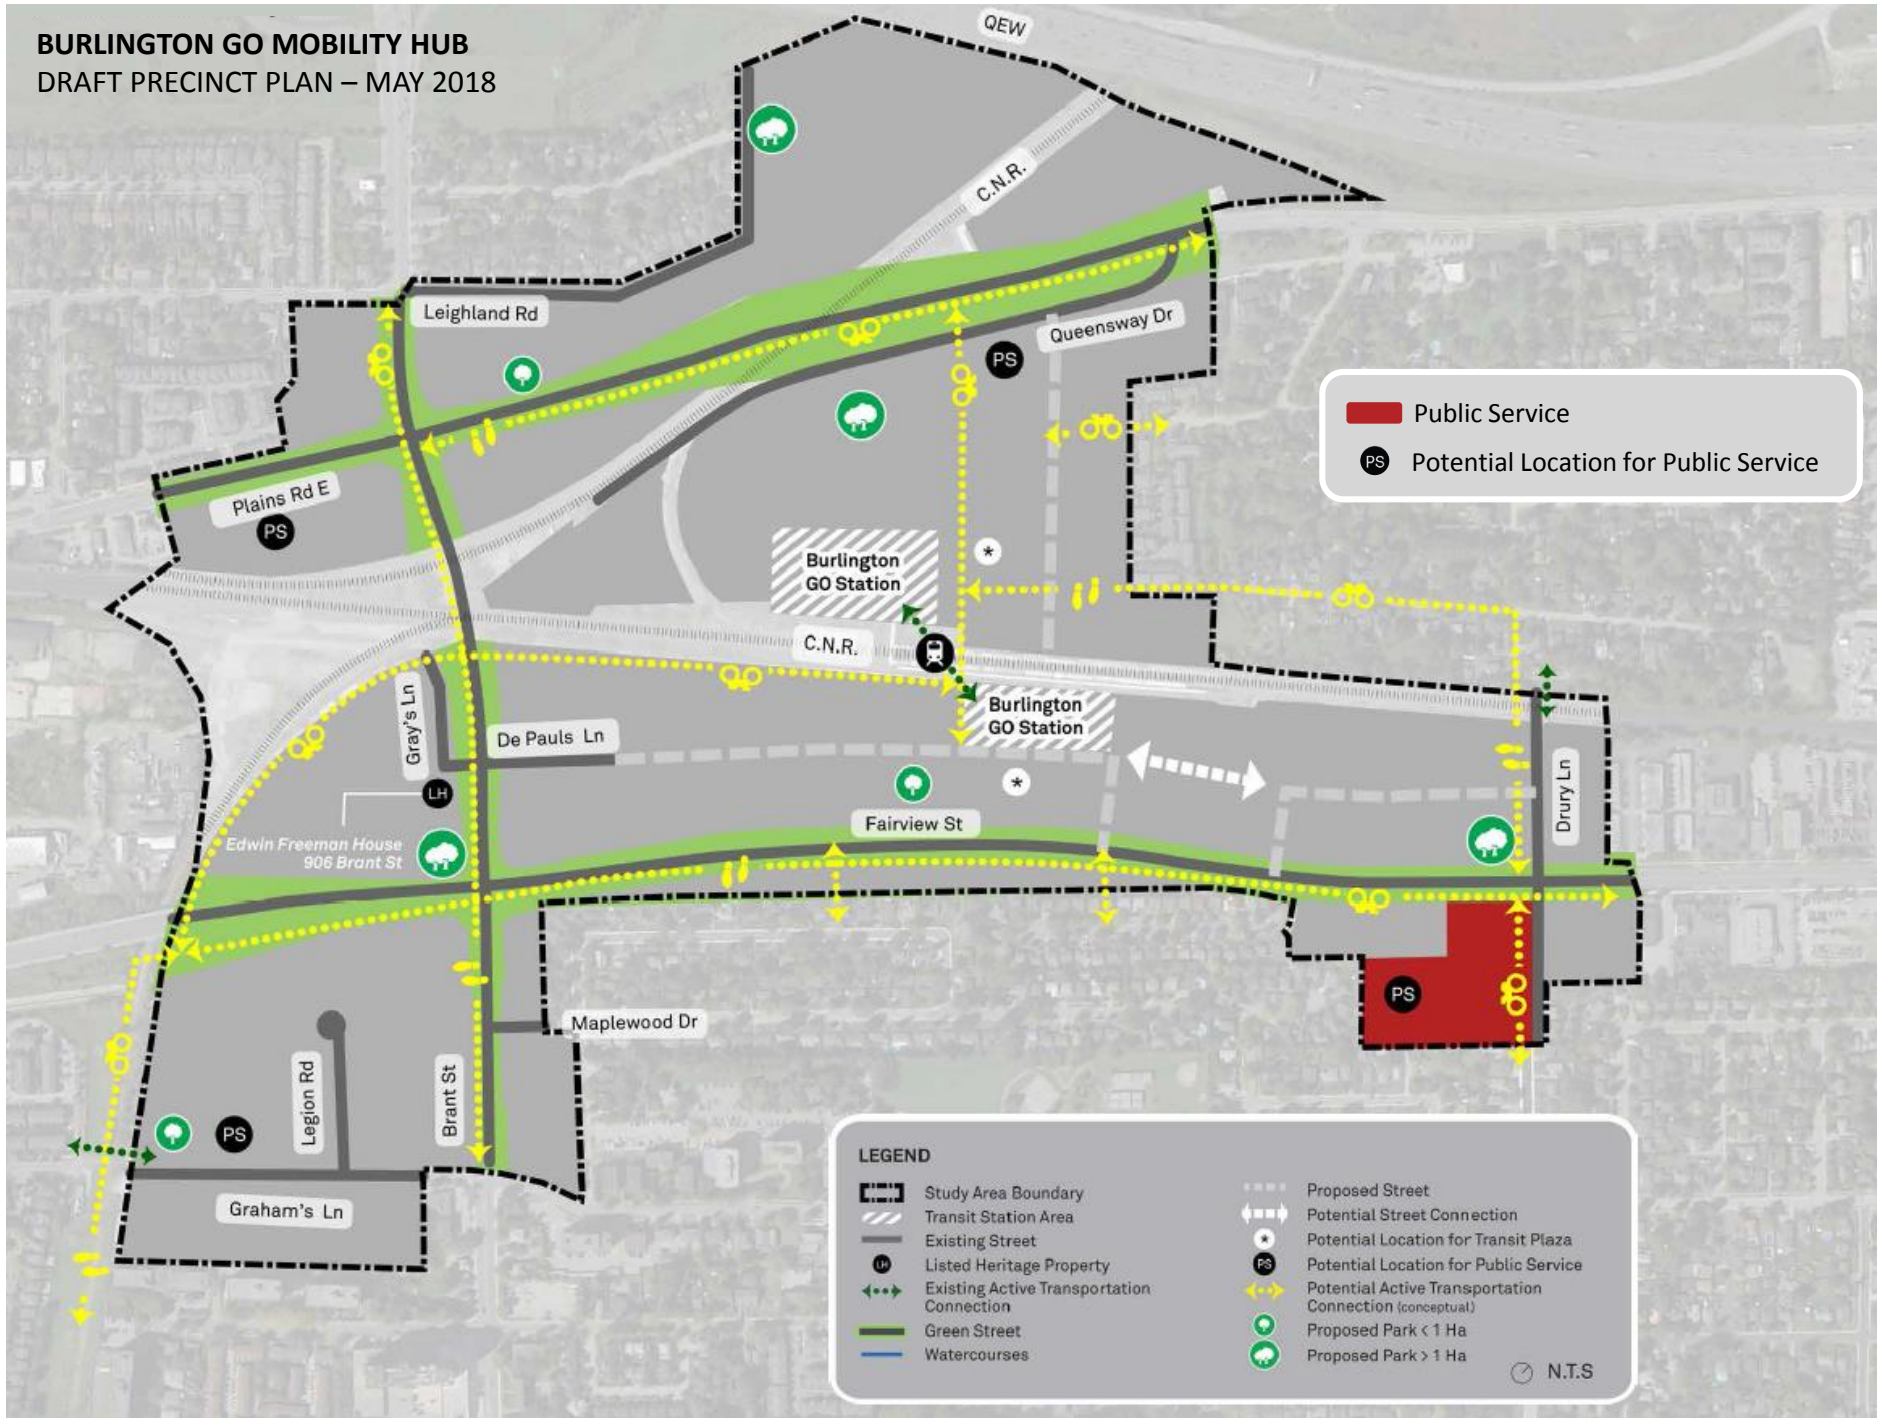 BURLINGTON GO MOBILITY HUB
DRAFT PRECINCT PLAN – MAY 2018
QEW
C.N.R.
Leighland Rd
Queensway Dr
PS
Public Service
PS Potential Location for Public Service
Plains Rd E
PS
Burlington
GO Station
*
C.N.R.
Burlington
GO Station
Gray's Ln
De Pauls Ln
LH
*
Drury Ln
Fairview St
Edwin Freeman House
906 Brant St
PS
Maplewood Dr
Legion Rd
Brant St
PS
Graham's Ln
LEGEND
Study Area Boundary
Transit Station Area
Existing Street
LH Listed Heritage Property
Existing Active Transportation
Connection
Green Street
Watercourses
Proposed Street
Potential Street Connection
* Potential Location for Transit Plaza
PS Potential Location for Public Service
Potential Active Transportation
Connection (conceptual)
Proposed Park < 1 Ha
Proposed Park > 1 Ha
N.T.S